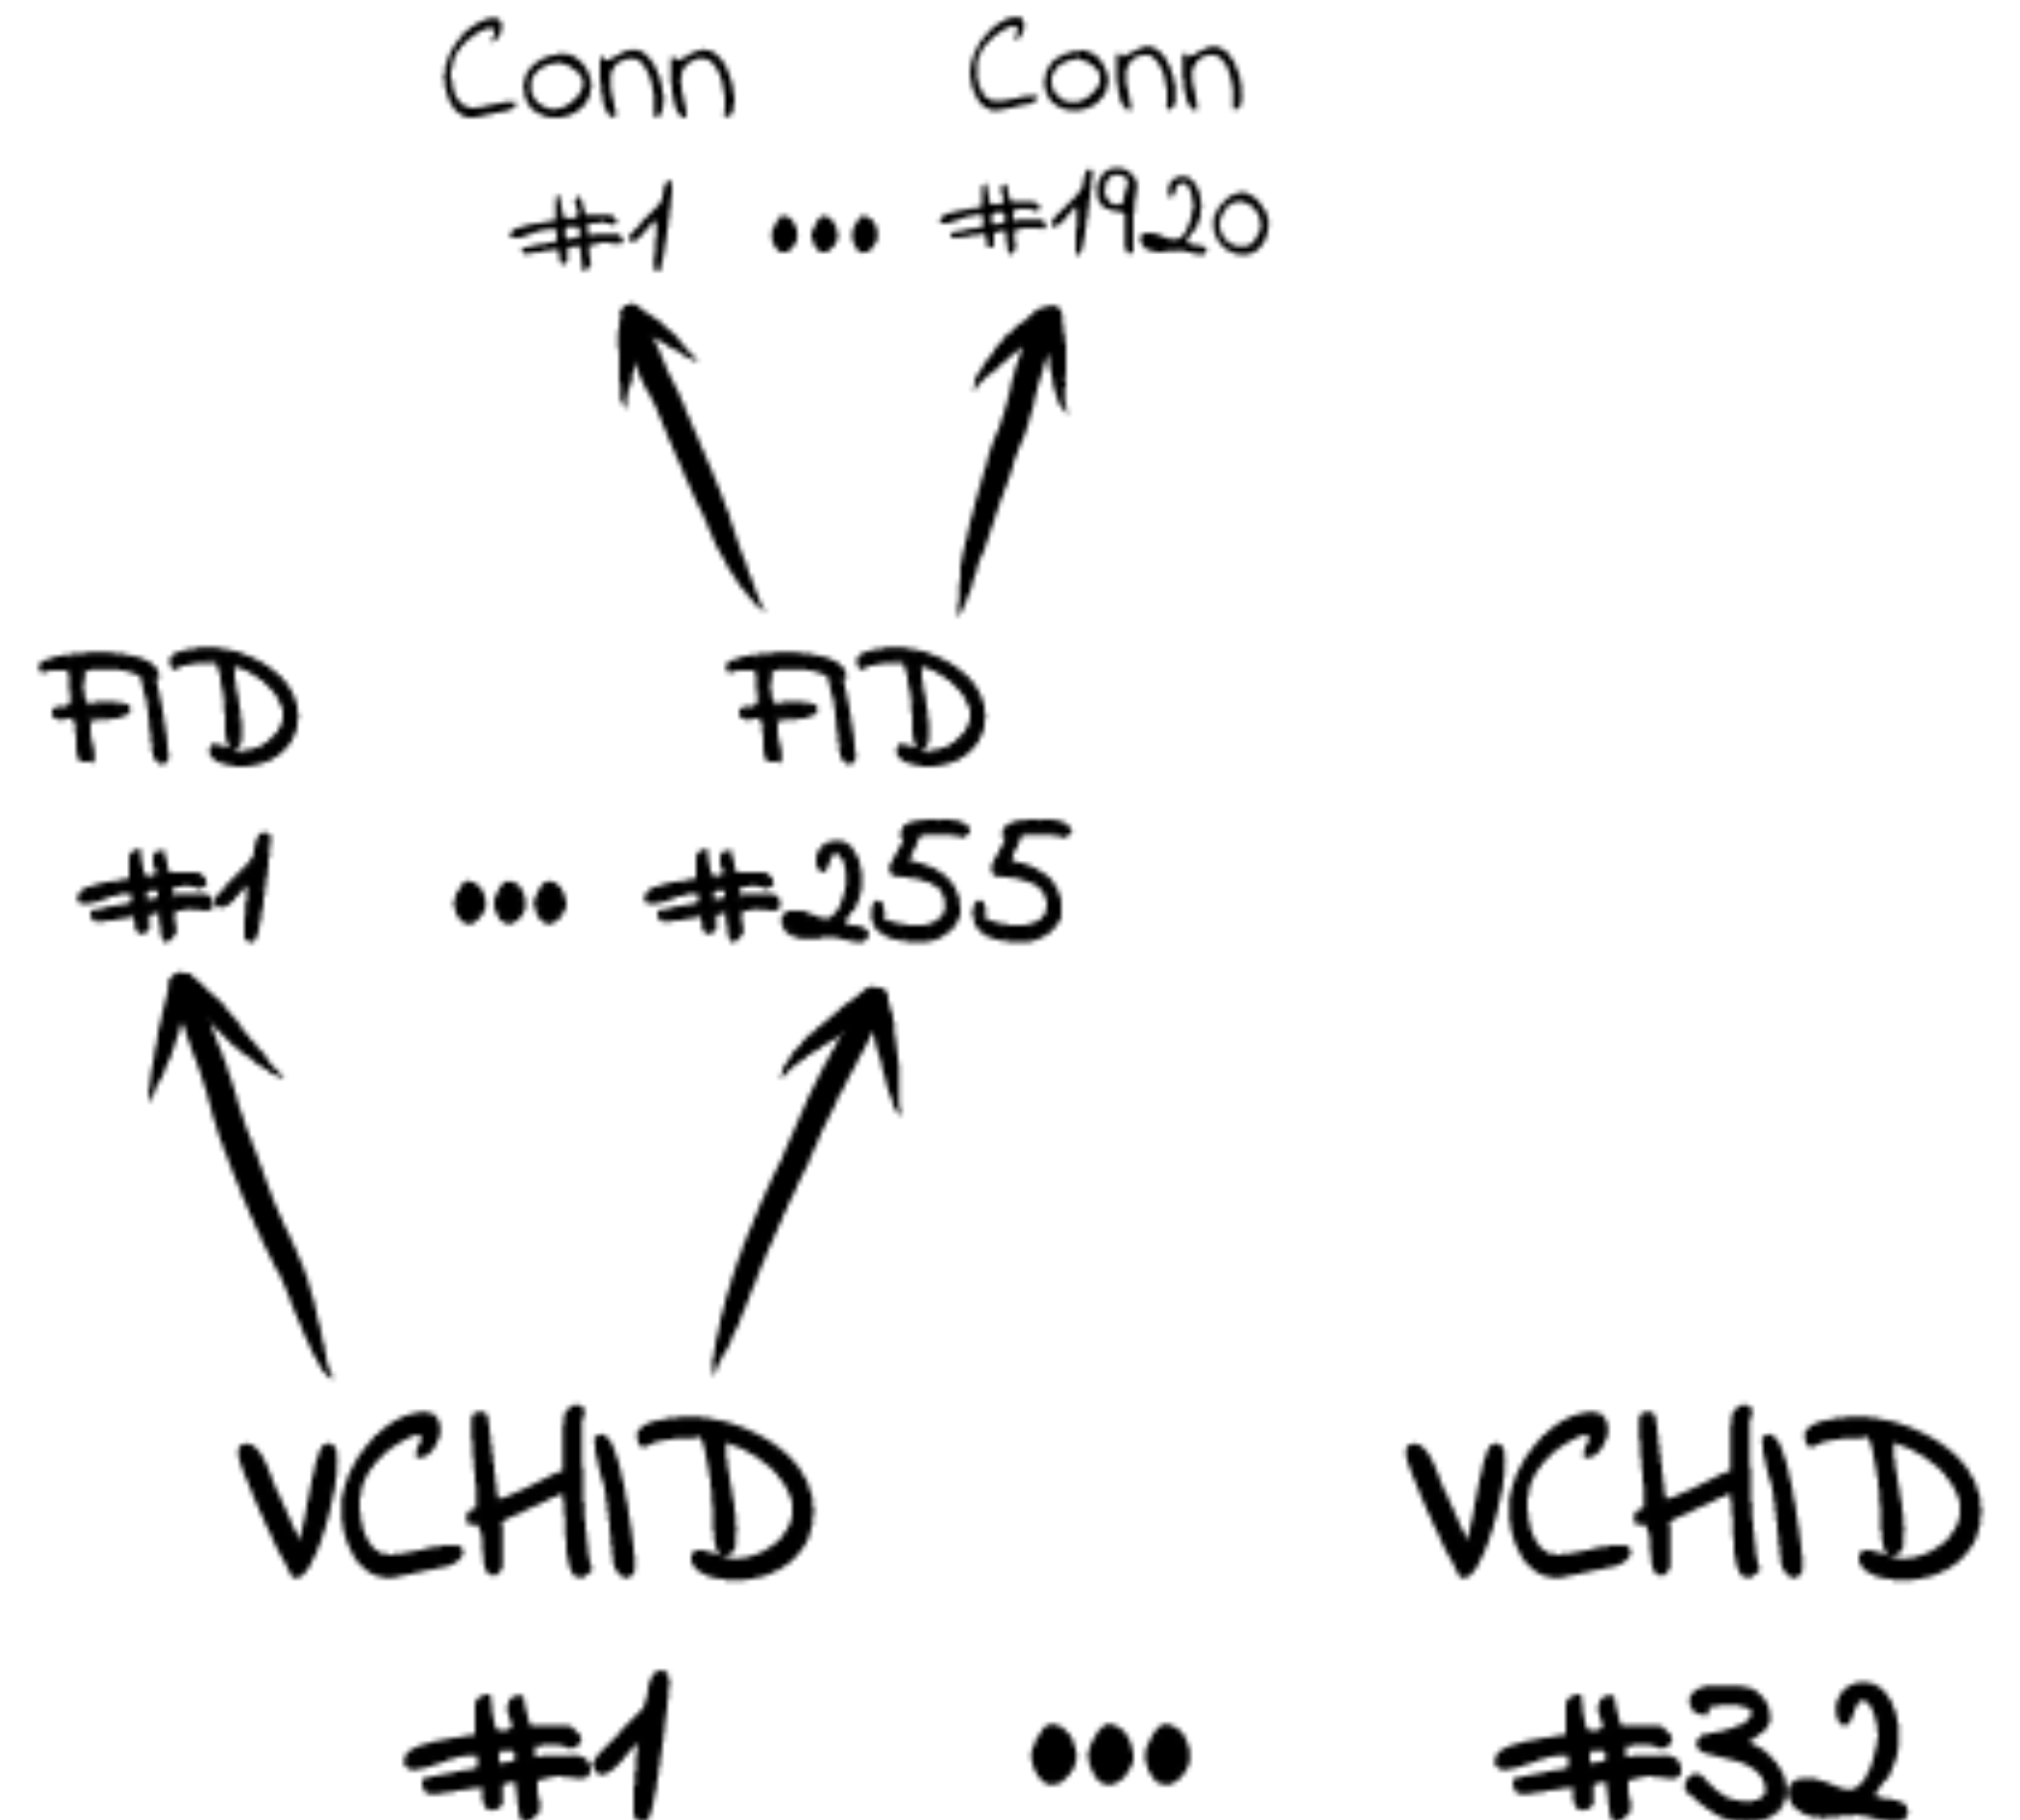 Conn Conn
#1 ... #1920
FID FID
#1 ... #255
VCHID VCHID
#1 ... #32